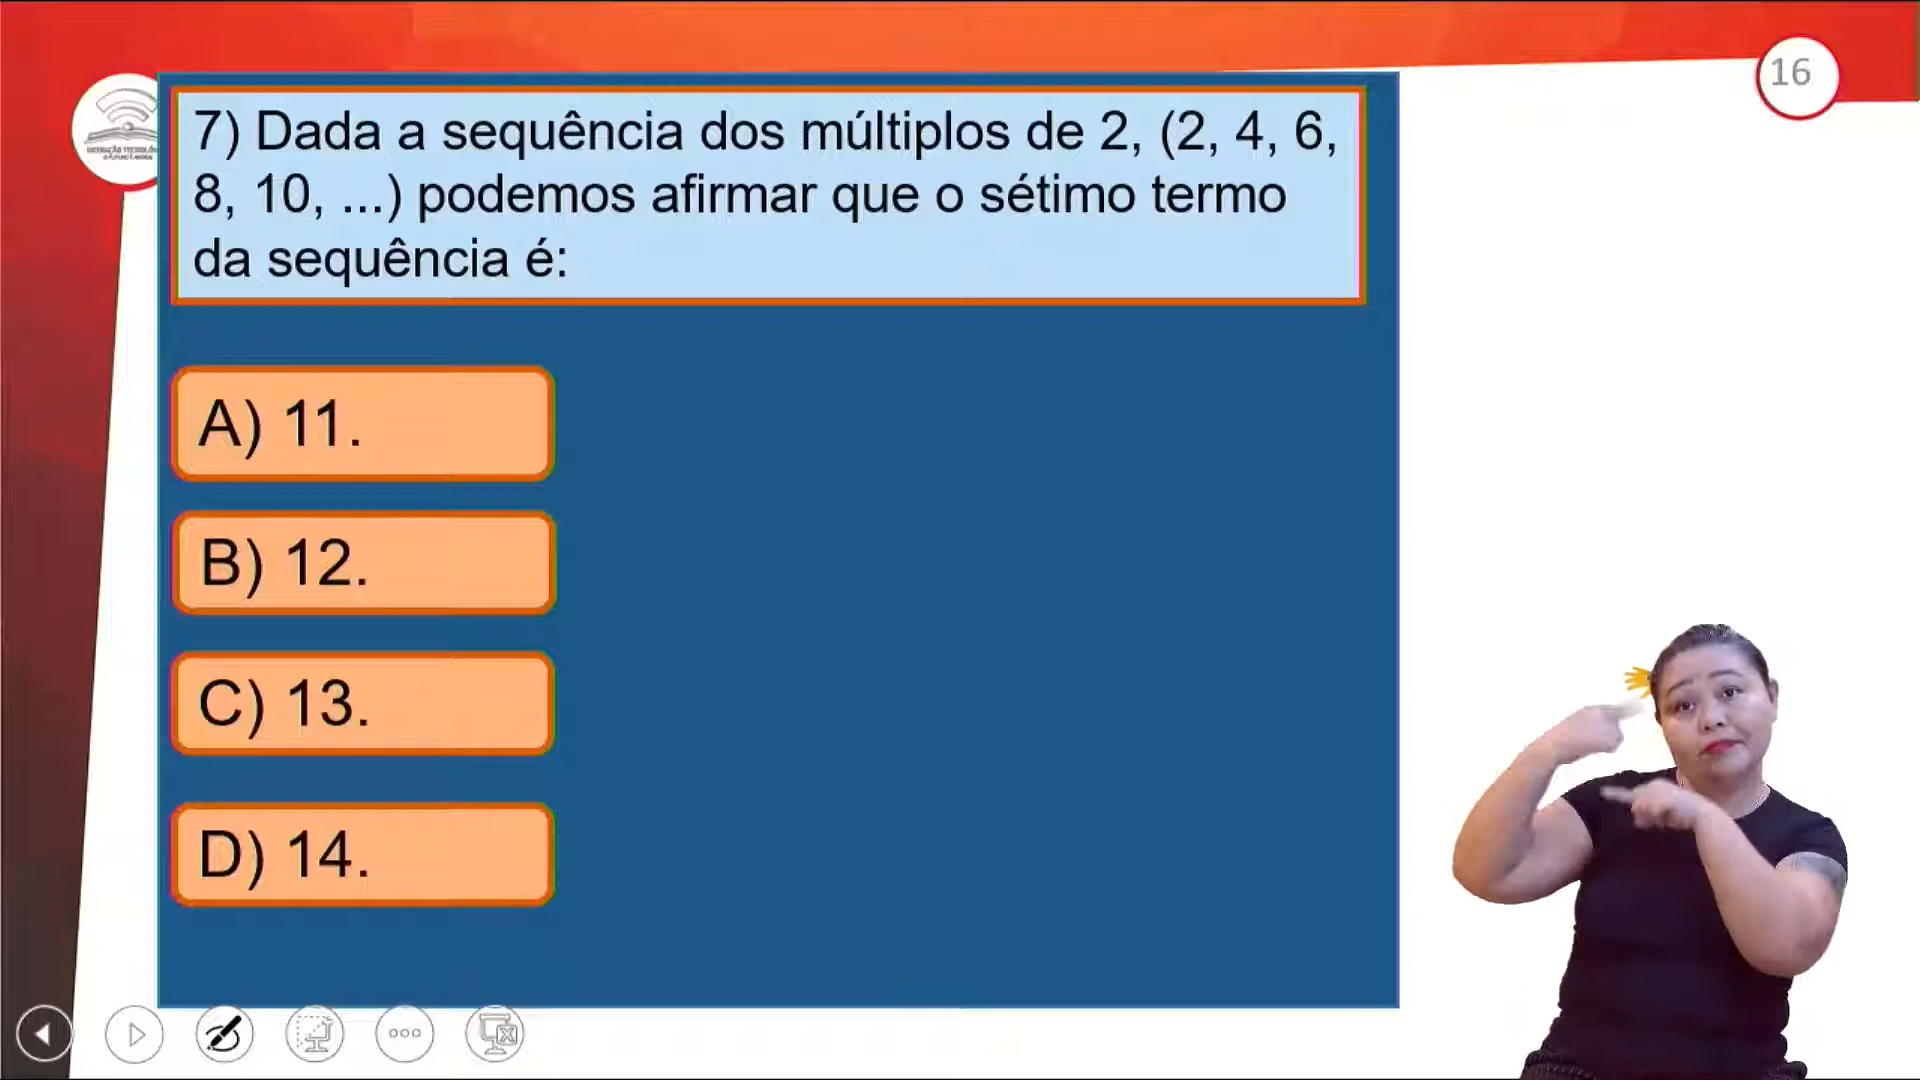 16
7) Dada a sequência dos múltiplos de 2, (2, 4, 6,
8, 10, ...) podemos afirmar que o sétimo termo
da sequência é:
A) 11.
B) 12.
C) 13.
D) 14.